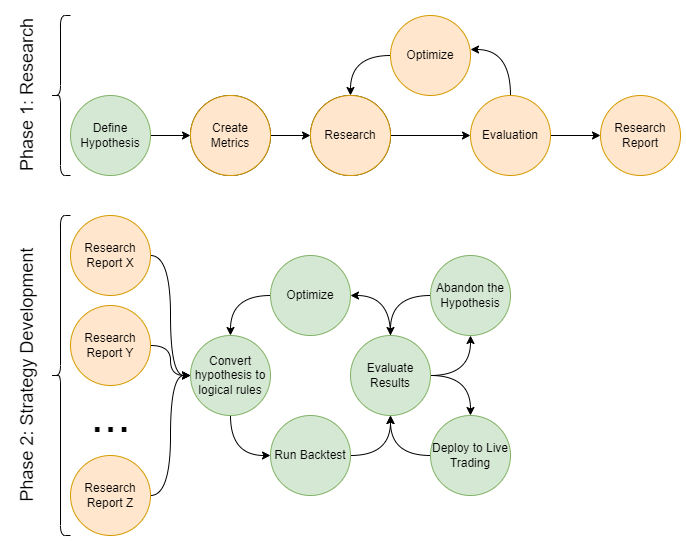 Phase 1: Research
Optimize
Define
Hypothesis
Create
Metrics
Research
Evaluation
Research
Report
Phase 2: Strategy Development
Research
Report X
Optimize
Abandon the
Hypothesis
Research
Report Y
Convert
hypothesis to
logical rules
Evaluate
Results
...
Run Backtest
Deploy to Live
Trading
Research
Report Z